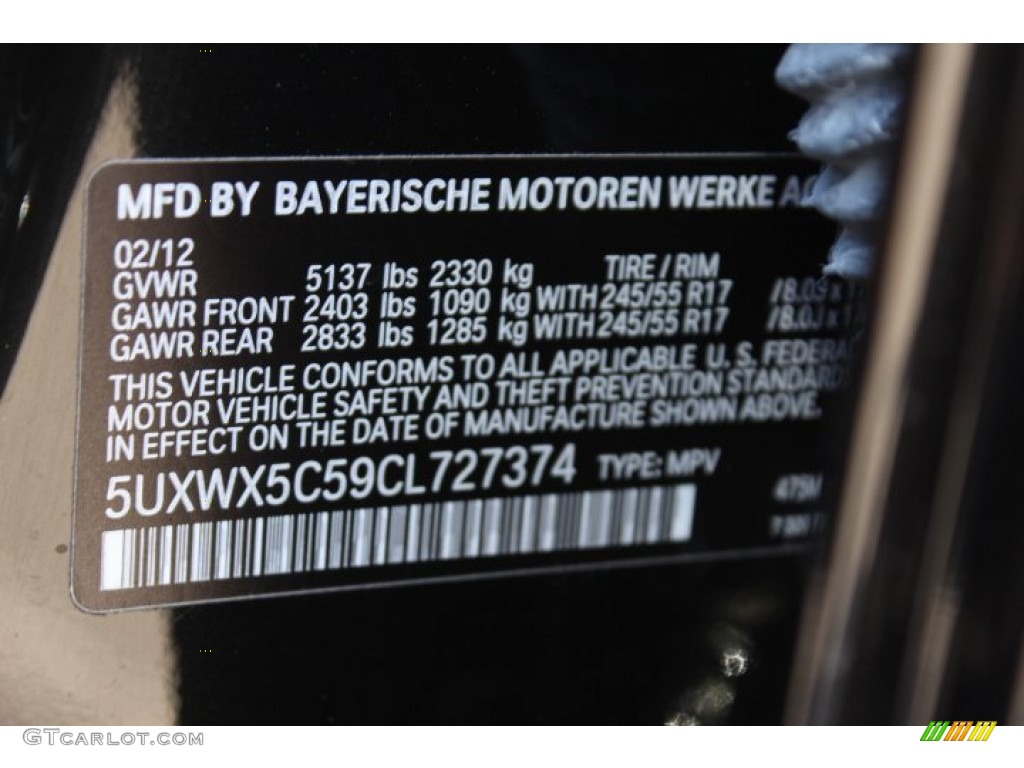 MFD BY BAYERISCHE MOTOREN WERKE AG
02/12
GVWR 5137 lbs 2330 kg TIRE / RIM
GAWR FRONT 2403 lbs 1090 kg WITH 245/55 R17
GAWR REAR 2833 lbs 1285 kg WITH 245/55 R17
THIS VEHICLE CONFORMS TO ALL APPLICABLE U. S. FEDERA
MOTOR VEHICLE SAFETY AND THEFT PREVENTION STANDARDS
IN EFFECT ON THE DATE OF MANUFACTURE SHOWN ABOVE.
5UXWX5C59CL727374 TYPE: MPV
475M
GTCarlot.com